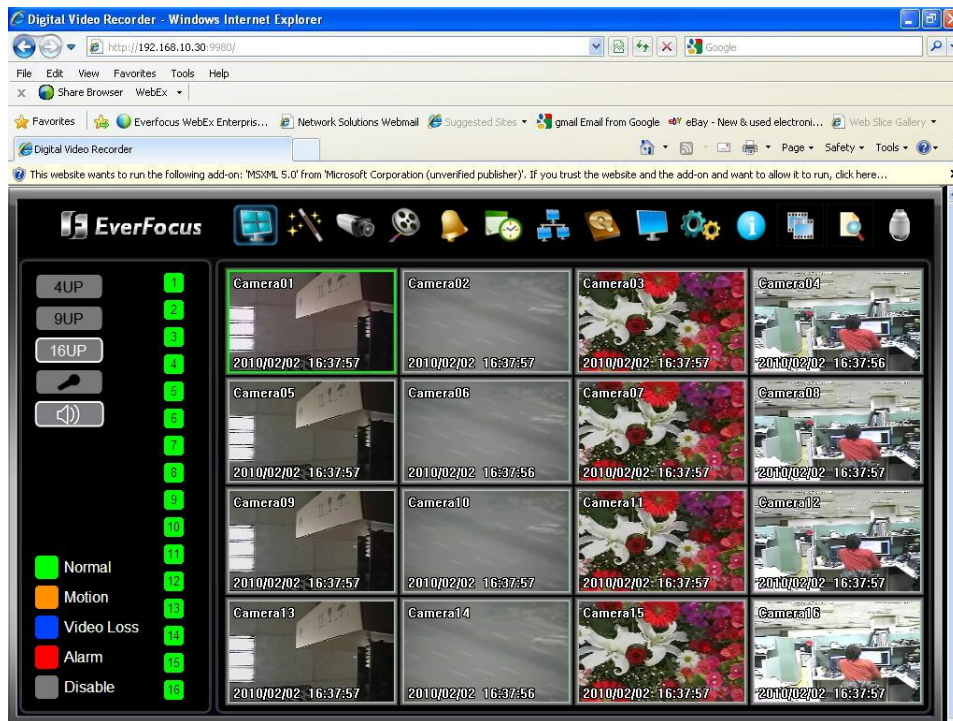 Digital Video Recorder - Windows Internet Explorer
http://192.168.10.30:9980/
Google
File Edit View Favorites Tools Help
x Share Browser WebEx
Favorites Everfocus WebEx Enterpris... Network Solutions Webmail Suggested Sites gmail Email from Google eBay - New & used electroni... Web Slice Gallery
Digital Video Recorder
Page Safety Tools
This website wants to run the following add-on: 'MSXML 5.0' from 'Microsoft Corporation (unverified publisher)'. If you trust the website and the add-on and want to allow it to run, click here...
EverFocus
4UP
9UP
16UP
1
2
3
4
5
6
7
8
9
10
11
12
13
14
15
16
Normal
Motion
Video Loss
Alarm
Disable
Camera01 Camera02 Camera03 Camera04
2010/02/02 16:37:57 2010/02/02 16:37:57 2010/02/02 16:37:57 2010/02/02 16:37:56
Camera05 Camera06 Camera07 Camera08
2010/02/02 16:37:57 2010/02/02 16:37:56 2010/02/02 16:37:57 2010/02/02 16:37:57
Camera09 Camera10 Camera11 Camera12
2010/02/02 16:37:57 2010/02/02 16:37:57 2010/02/02 16:37:57 2010/02/02 16:37:57
Camera13 Camera14 Camera15 Camera16
2010/02/02 16:37:57 2010/02/02 16:37:56 2010/02/02 16:37:57 2010/02/02 16:37:57